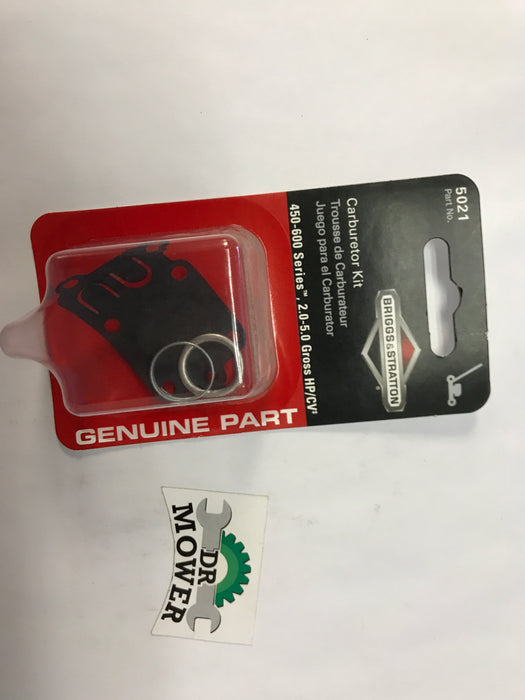 5021
Part No.
BRIGGS&STRATTON
Carburetor Kit
Trousse de Carburateur
Juego para el Carburator
450-600 Series™, 2.0-5.0 Gross HP/CV†
GENUINE PART
DR
MOWER